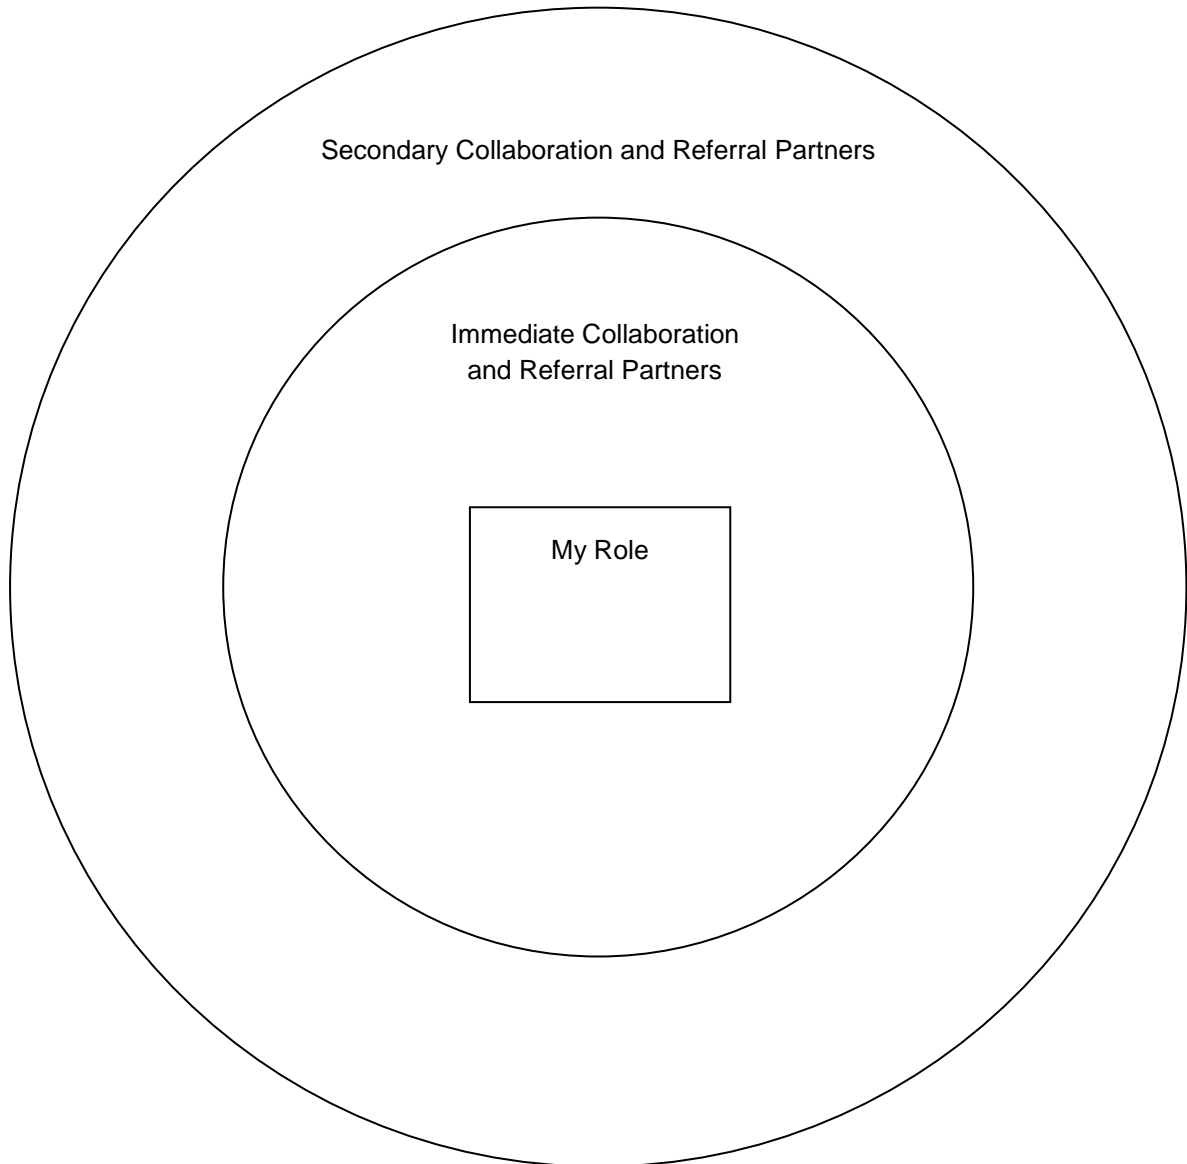 Secondary Collaboration and Referral Partners
Immediate Collaboration
and Referral Partners
My Role